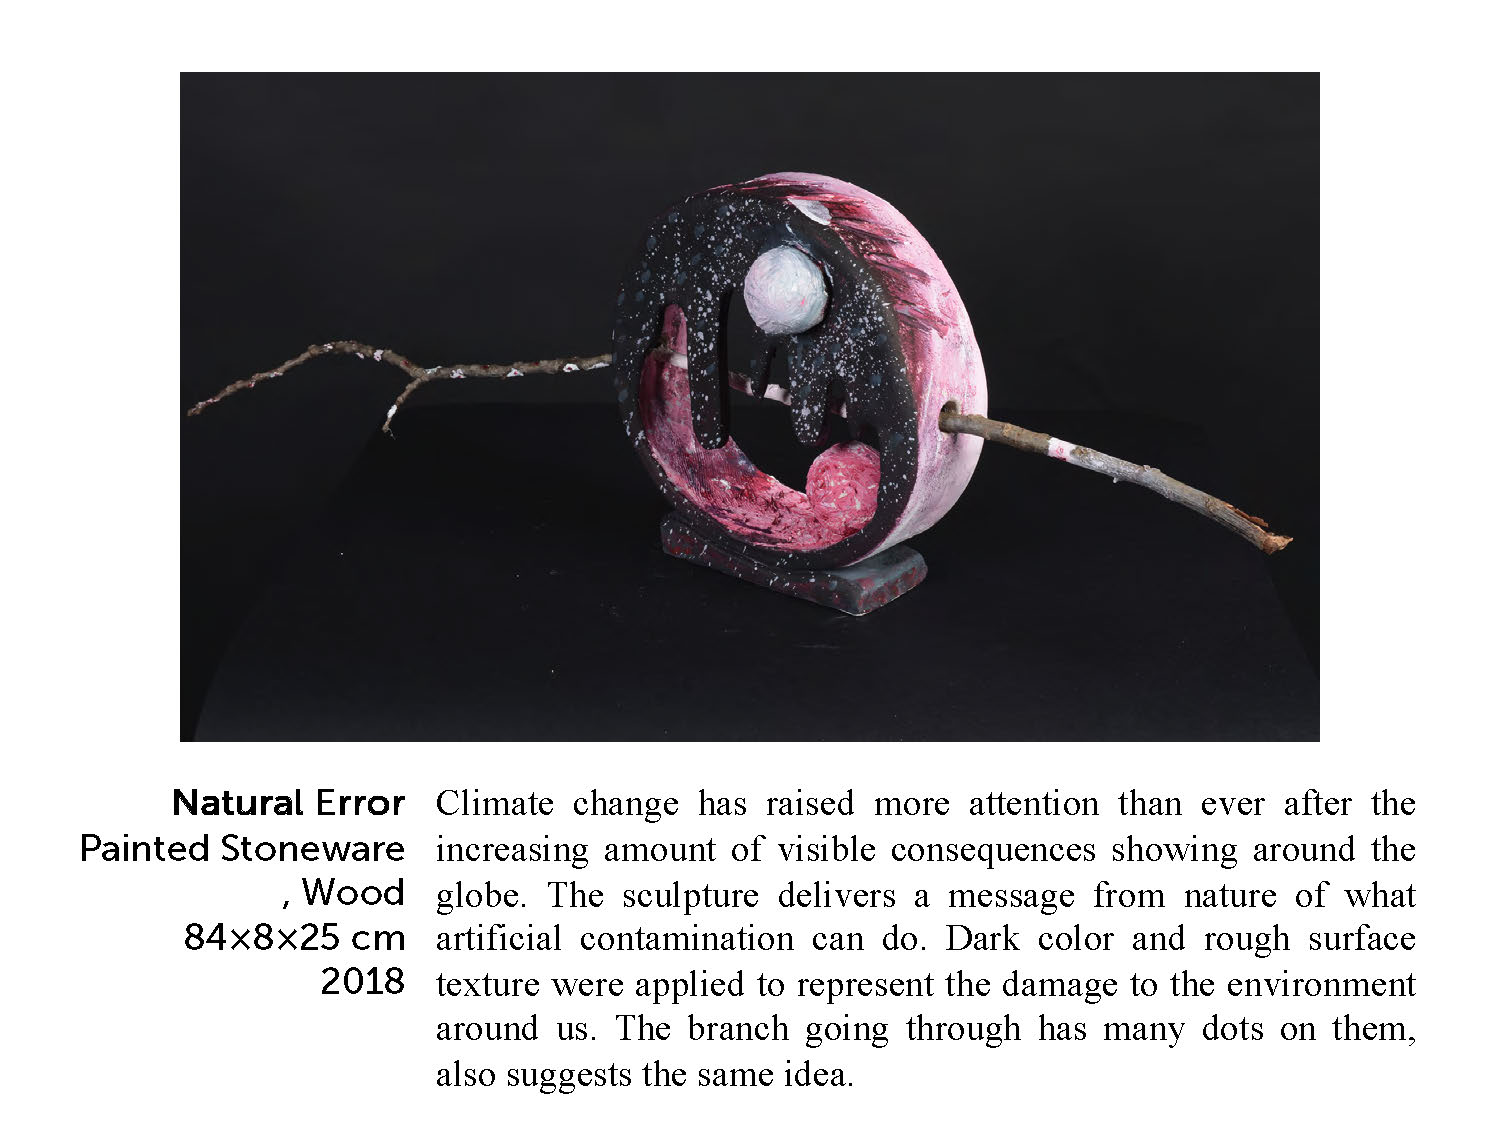 Natural Error
Painted Stoneware
, Wood
84×8×25 cm
2018
Climate change has raised more attention than ever after the
increasing amount of visible consequences showing around the
globe. The sculpture delivers a message from nature of what
artificial contamination can do. Dark color and rough surface
texture were applied to represent the damage to the environment
around us. The branch going through has many dots on them,
also suggests the same idea.